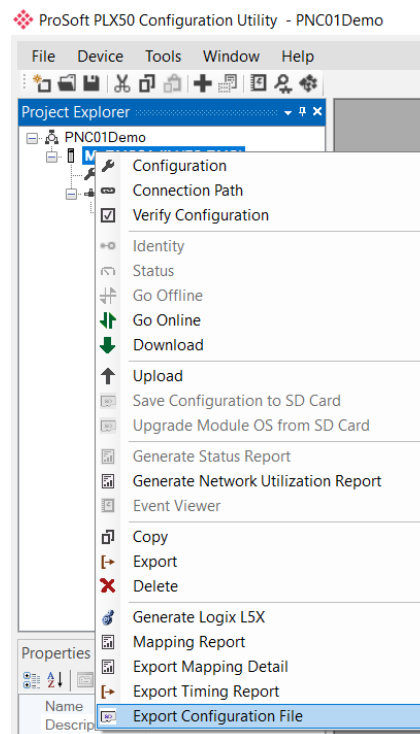 ProSoft PLX50 Configuration Utility - PNC01Demo
File Device Tools Window Help
Project Explorer
PNC01Demo
Configuration
Connection Path
Verify Configuration
Identity
Status
Go Offline
Go Online
Download
Upload
Save Configuration to SD Card
Upgrade Module OS from SD Card
Generate Status Report
Generate Network Utilization Report
Event Viewer
Copy
Export
Delete
Generate Logix L5X
Mapping Report
Export Mapping Detail
Export Timing Report
Export Configuration File
Properties
Name
Descrip